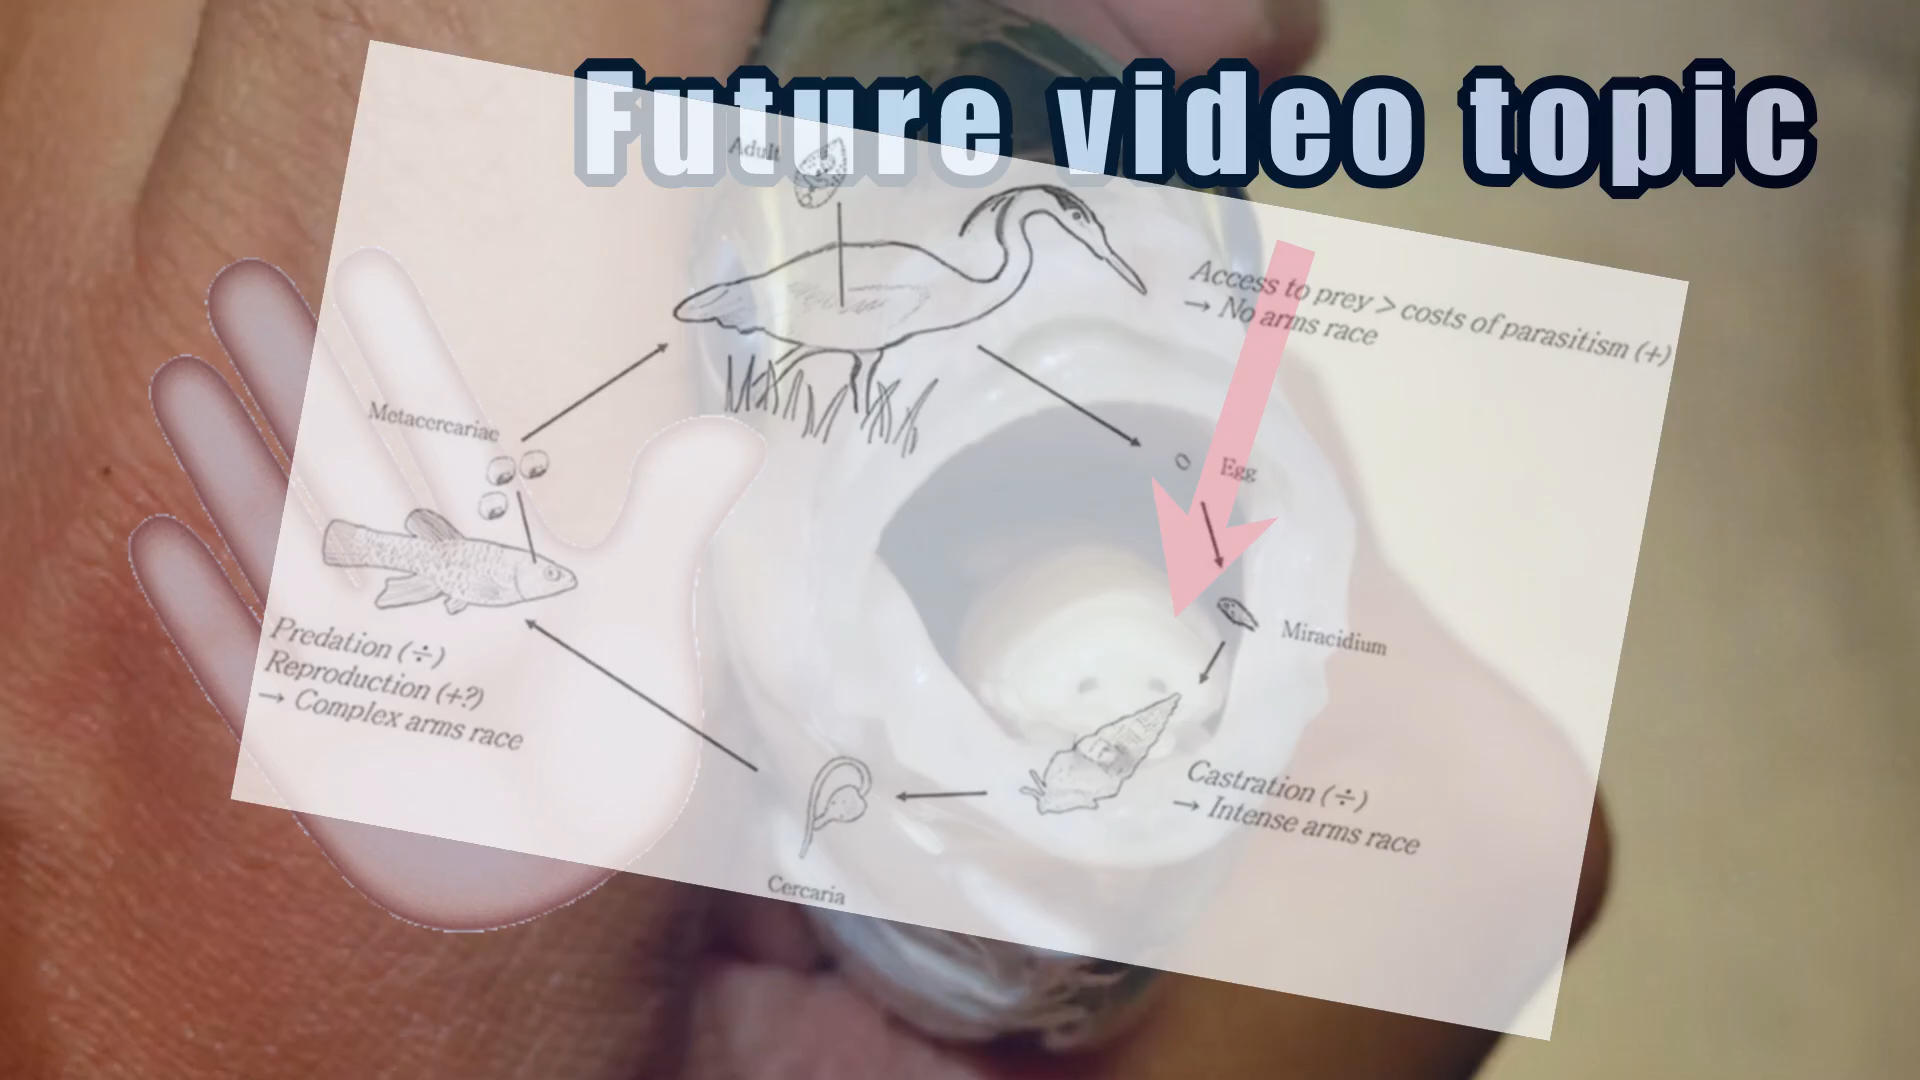 Future video topic
Adult
Access to prey > costs of parasitism (+)
→ No arms race
Metacercariae
Egg
Miracidium
Predation (÷)
Reproduction (+?)
→ Complex arms race
Castration (÷)
→ Intense arms race
Cercaria